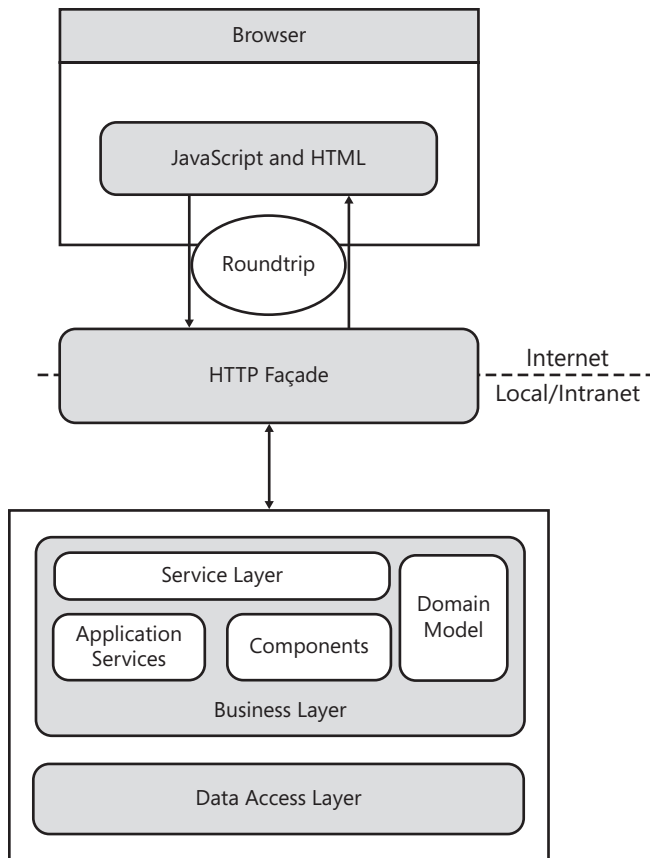 Browser
JavaScript and HTML
Roundtrip
HTTP Façade
Internet
Local/Intranet
Service Layer
Domain
Model
Application
Services
Components
Business Layer
Data Access Layer